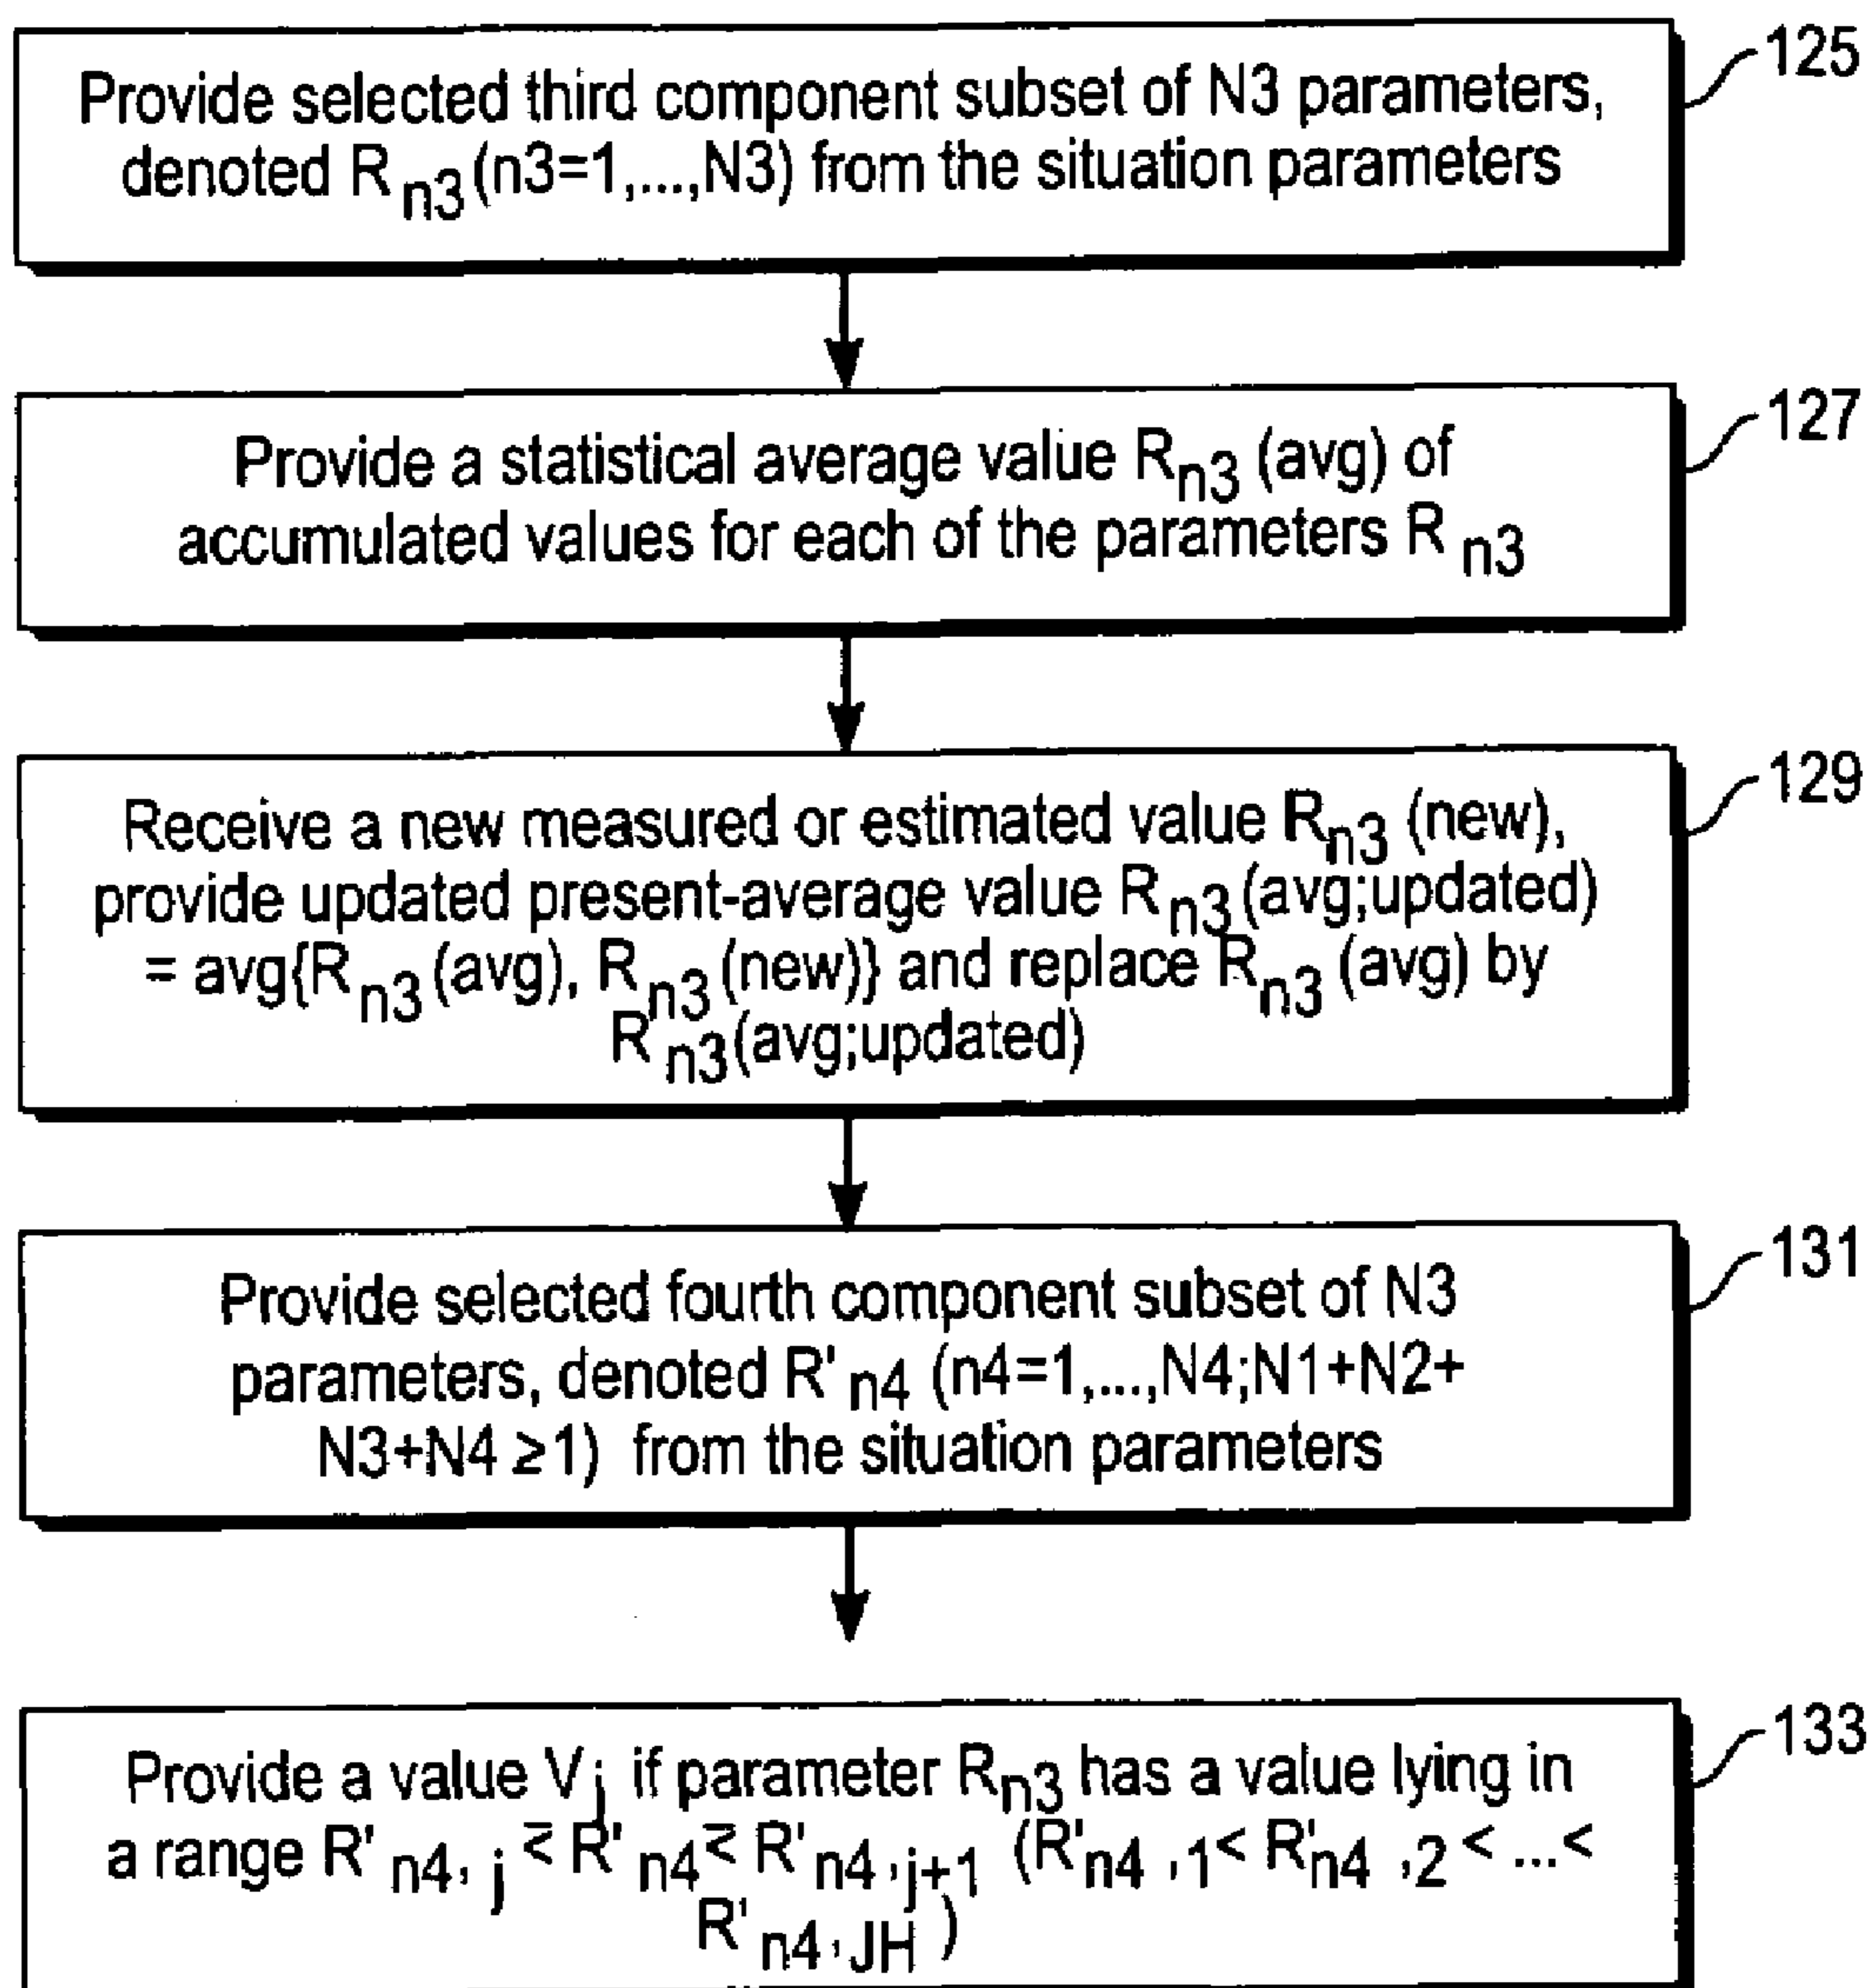 Provide selected third component subset of N3 parameters,
denoted R n3 (n3=1,...,N3) from the situation parameters
125
Provide a statistical average value R n3 (avg) of
accumulated values for each of the parameters R n3
127
Receive a new measured or estimated value R n3 (new),
provide updated present-average value R n3 (avg;updated)
= avg{R n3 (avg), R n3 (new)} and replace R n3 (avg) by
R n3 (avg;updated)
129
Provide selected fourth component subset of N3
parameters, denoted R' n4 (n4=1,...,N4;N1+N2+
N3+N4 ≥1) from the situation parameters
131
Provide a value V j if parameter R n3 has a value lying in
a range R' n4, j ≤ R' n4 ≤ R' n4 ,j+1 (R' n4 ,1 < R' n4 ,2 < ... <
R' n4, JH )
133